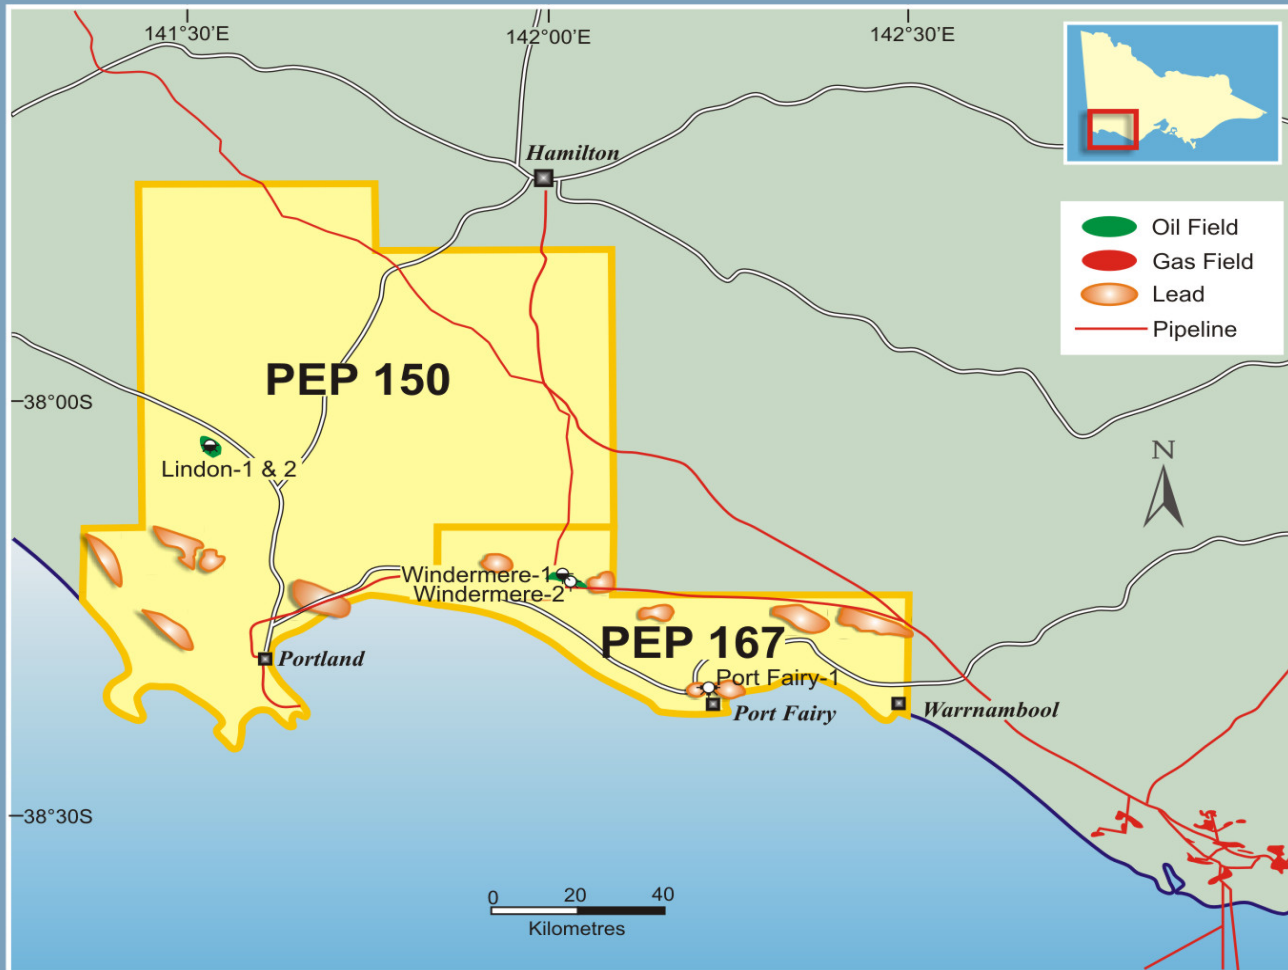 141°30'E
142°00'E
142°30'E
Hamilton
Oil Field
Gas Field
Lead
Pipeline
PEP 150
38°00S
Lindon-1 & 2
N
Windermere-1
Windermere-2
PEP 167
Portland
Port Fairy-1
Port Fairy
Warrnambool
38°30S
0 20 40
Kilometres